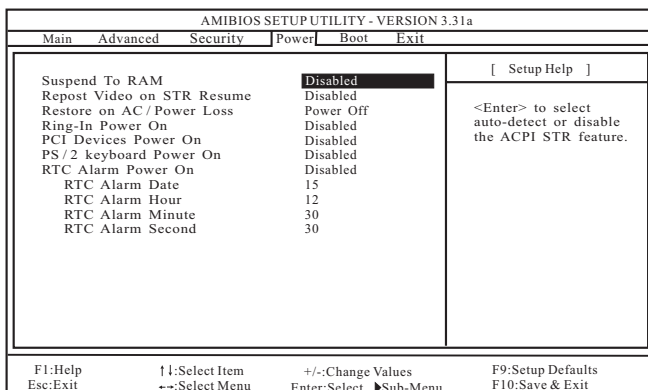 AMIBIOS SETUP UTILITY - VERSION 3.31a
Main Advanced Security Power Boot Exit
Suspend To RAM Disabled
Repost Video on STR Resume Disabled
Restore on AC / Power Loss Power Off
Ring-In Power On Disabled
PCI Devices Power On Disabled
PS / 2 keyboard Power On Disabled
RTC Alarm Power On Disabled
RTC Alarm Date 15
RTC Alarm Hour 12
RTC Alarm Minute 30
RTC Alarm Second 30
[ Setup Help ]
<Enter> to select
auto-detect or disable
the ACPI STR feature.
F1:Help ↑↓:Select Item +/-:Change Values F9:Setup Defaults
Esc:Exit ←→:Select Menu Enter:Select ▶Sub-Menu F10:Save & Exit